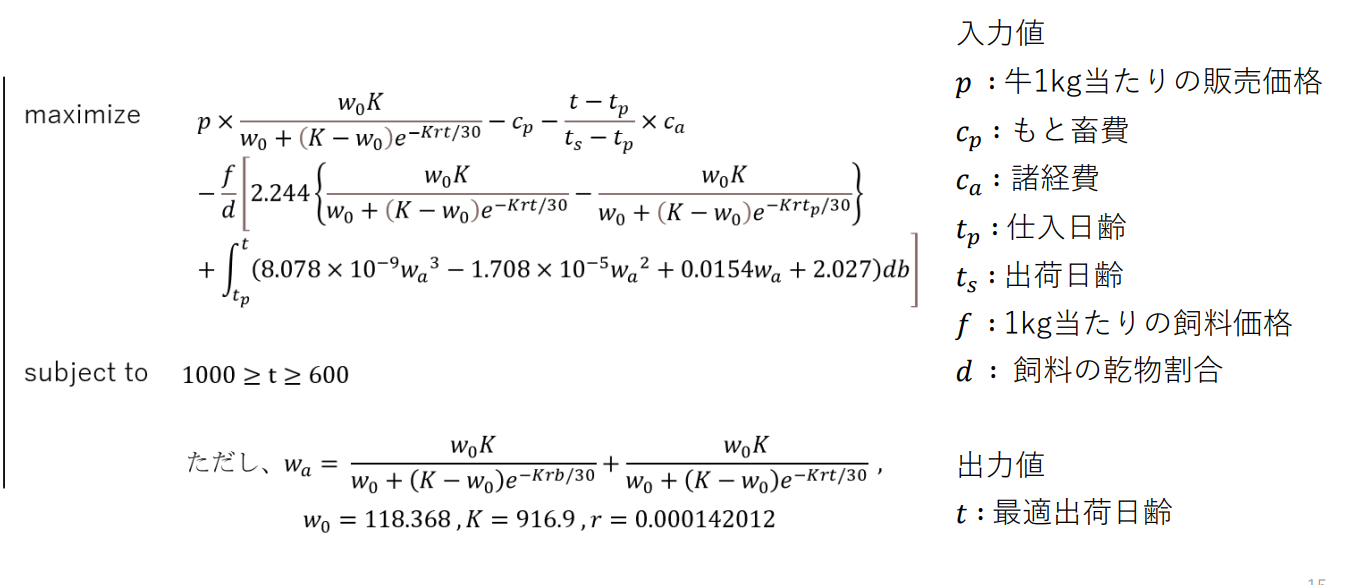 maximize p × w₀K / (w₀ + (K − w₀)e^{−Krt/30}) − c_p − (t − t_p)/(t_s − t_p) × c_a
− f/d [ 2.244 { w₀K / (w₀ + (K − w₀)e^{−Krt/30}) − w₀K / (w₀ + (K − w₀)e^{−Krt_p/30}) }
+ ∫_{t_p}^{t} (8.078 × 10^{−9}w_a³ − 1.708 × 10^{−5}w_a² + 0.0154w_a + 2.027)db ]
subject to 1000 ≥ t ≥ 600
ただし、w_a = w₀K / (w₀ + (K − w₀)e^{−Krb/30}) + w₀K / (w₀ + (K − w₀)e^{−Krt/30}) ,
w₀ = 118.368 , K = 916.9 , r = 0.000142012
入力値
p：牛1kg当たりの販売価格
c_p：もと畜費
c_a：諸経費
t_p：仕入日齢
t_s：出荷日齢
f：1kg当たりの飼料価格
d：飼料の乾物割合
出力値
t：最適出荷日齢
15